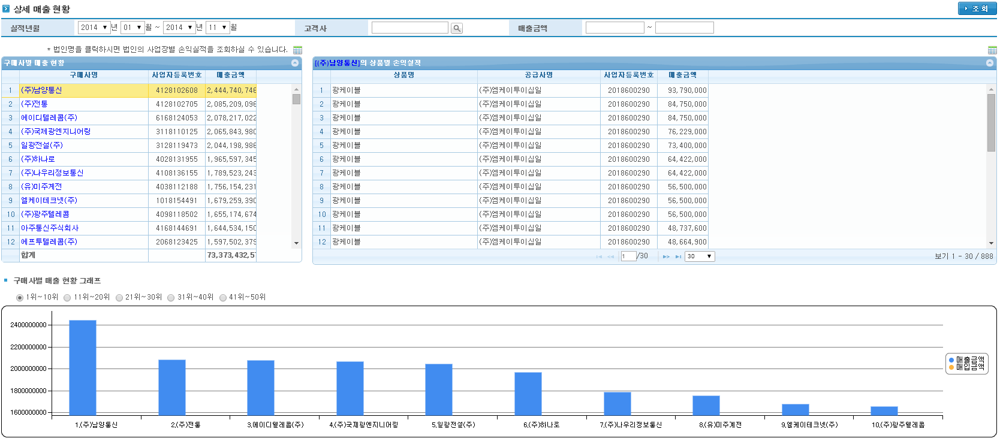 상세 매출 현황
조 회
실적년월 2014 년 01 월 ~ 2014 년 11 월 고객사 매출금액 ~
* 법인명을 클릭하시면 법인의 사업장별 손익실적을 조회하실 수 있습니다.
구매사별 매출 현황
구매사명 사업자등록번호 매출금액
1 (주)남양통신 4128102608 2,444,740,746
2 (주)전통 4128102705 2,085,209,096
3 에이디텔레콤(주) 6168124053 2,078,217,022
4 (주)국제광엔지니어링 3118110125 2,065,843,980
5 일광전설(주) 3128119473 2,044,198,986
6 (주)하나로 4028131955 1,965,597,345
7 (주)나우리정보통신 4108136155 1,789,523,243
8 (유)미주계전 4038112188 1,756,154,231
9 엘케이테크넷(주) 1018154491 1,679,259,390
10 (주)광주텔레콤 4098118502 1,655,174,674
11 아주통신주식회사 4168144691 1,644,534,150
12 에프투텔레콤(주) 2068123425 1,597,502,379
합계 73,373,432,57
[(주)남양통신]의 상품별 손익실적
상품명 공급사명 사업자등록번호 매출금액
1 광케이블 (주)엠케이투이십일 2018600290 93,790,000
2 광케이블 (주)엠케이투이십일 2018600290 84,750,000
3 광케이블 (주)엠케이투이십일 2018600290 84,750,000
4 광케이블 (주)엠케이투이십일 2018600290 76,229,000
5 광케이블 (주)엠케이투이십일 2018600290 73,400,000
6 광케이블 (주)엠케이투이십일 2018600290 64,422,000
7 광케이블 (주)엠케이투이십일 2018600290 64,422,000
8 광케이블 (주)엠케이투이십일 2018600290 56,500,000
9 광케이블 (주)엠케이투이십일 2018600290 56,500,000
10 광케이블 (주)엠케이투이십일 2018600290 56,500,000
11 광케이블 (주)엠케이투이십일 2018600290 48,737,600
12 광케이블 (주)엠케이투이십일 2018600290 48,664,900
1 /30 30 보기 1 - 30 / 888
구매사별 매출 현황 그래프
1위~10위 11위~20위 21위~30위 31위~40위 41위~50위
2400000000
2200000000
2000000000
1800000000
1600000000
매출금액
매입금액
1.(주)남양통신 2.(주)전통 3.에이디텔레콤(주) 4.(주)국제광엔지니어링 5.일광전설(주) 6.(주)하나로 7.(주)나우리정보통신 8.(유)미주계전 9.엘케이테크넷(주) 10.(주)광주텔레콤